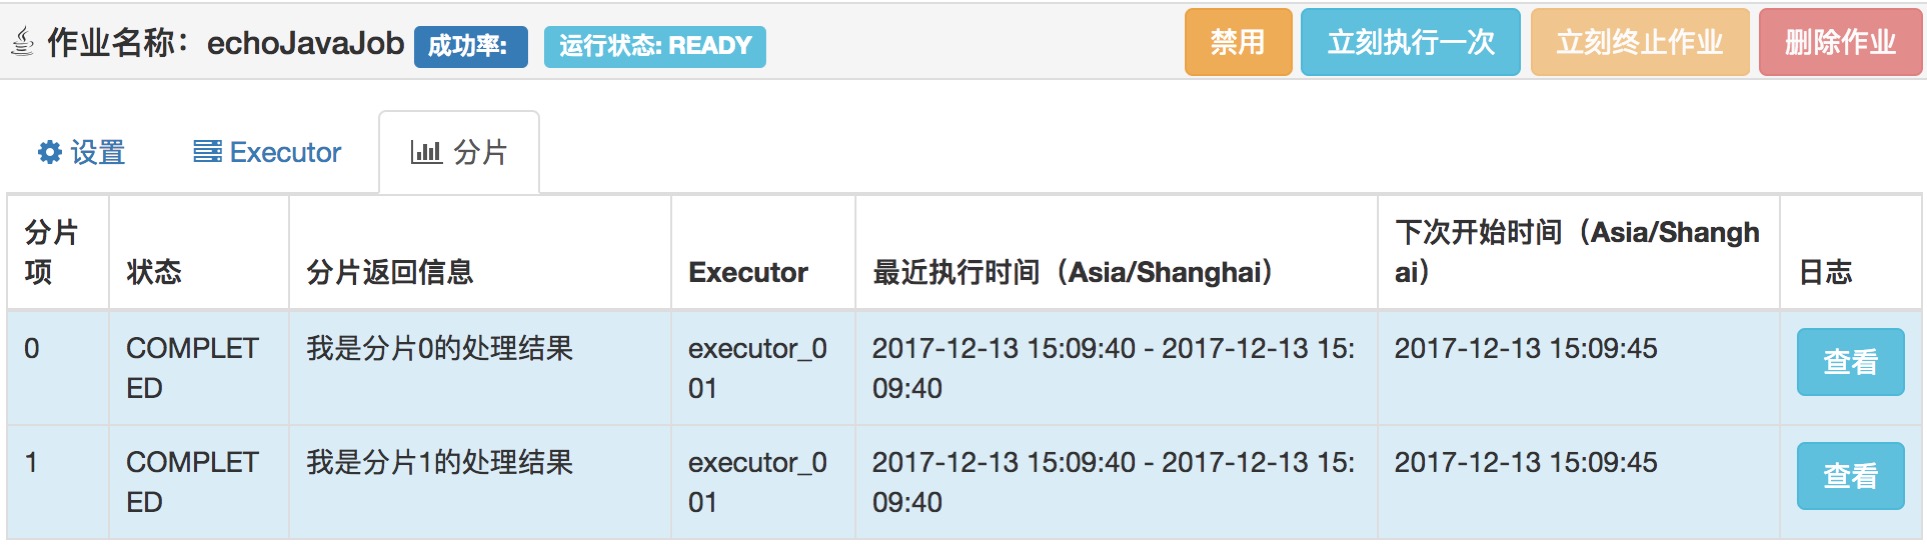 作业名称：echoJavaJob 成功率: 运行状态: READY 禁用 立刻执行一次 立刻终止作业 删除作业
设置 Executor 分片
分片项 状态 分片返回信息 Executor 最近执行时间（Asia/Shanghai） 下次开始时间（Asia/Shanghai） 日志
0 COMPLETED 我是分片0的处理结果 executor_001 2017-12-13 15:09:40 - 2017-12-13 15:09:40 2017-12-13 15:09:45 查看
1 COMPLETED 我是分片1的处理结果 executor_001 2017-12-13 15:09:40 - 2017-12-13 15:09:40 2017-12-13 15:09:45 查看